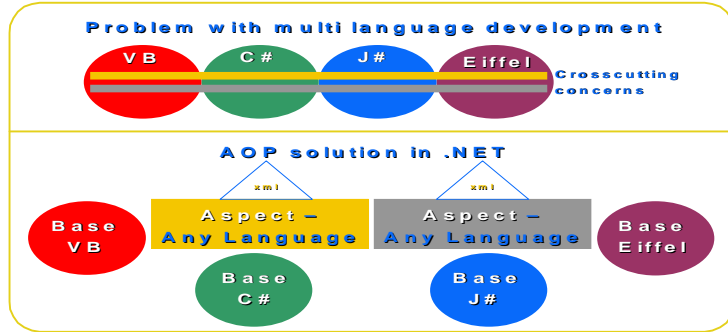 Problem with multi language development
VB
C#
J#
Eiffel
Crosscutting
concerns
AOP solution in .NET
xml
xml
Aspect –
Any Language
Aspect –
Any Language
Base
VB
Base
Eiffel
Base
C#
Base
J#